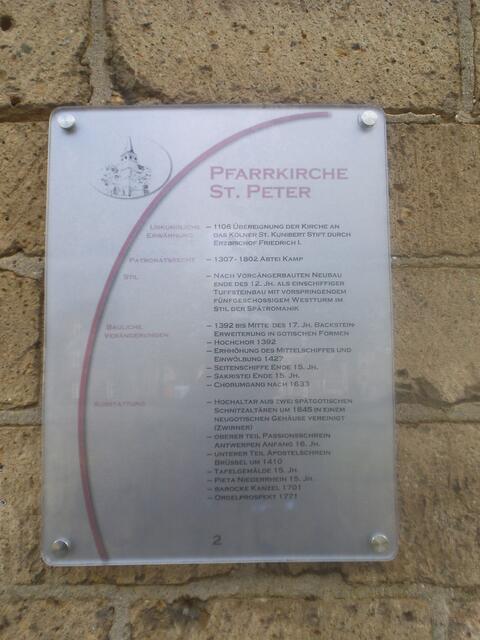 PFARRKIRCHE
ST. PETER
URKUNDLICHE
ERWÄHNUNG
– 1106 ÜBEREIGNUNG DER KIRCHE AN
DAS KÖLNER ST. KUNIBERT STIFT DURCH
ERZBISCHOF FRIEDRICH I.
PATRONATSRECHT
– 1307- 1802 ABTEI KAMP
STIL
– NACH VORGÄNGERBAUTEN NEUBAU
ENDE DES 12. JH. ALS EINSCHIFFIGER
TUFFSTEINBAU MIT VORSPRINGENDEM
FÜNFGESCHOSSIGEM WESTTURM IM
STIL DER SPÄTROMANIK
BAULICHE
VERÄNDERUNGEN
– 1392 BIS MITTE DES 17. JH. BACKSTEIN-
ERWEITERUNG IN GOTISCHEN FORMEN
– HOCHCHOR 1392
– ERHÖHUNG DES MITTELSCHIFFES UND
EINWÖLBUNG 1427
– SEITENSCHIFFE ENDE 15. JH.
– SAKRISTEI ENDE 15. JH.
– CHORUMGANG NACH 1633
AUSSTATTUNG
– HOCHALTAR AUS ZWEI SPÄTGOTISCHEN
SCHNITZALTÄREN UM 1845 IN EINEM
NEUGOTISCHEN GEHÄUSE VEREINIGT
(ZWIRNER)
– OBERER TEIL PASSIONSSCHREIN
ANTWERPEN ANFANG 16. JH.
– UNTERER TEIL APOSTELSCHREIN
BRÜSSEL UM 1410
– TAFELGEMÄLDE 15. JH.
– PIETA NIEDERRHEIN 15. JH.
– BAROCKE KANZEL 1701
– ORGELPROSPEKT 1771
2